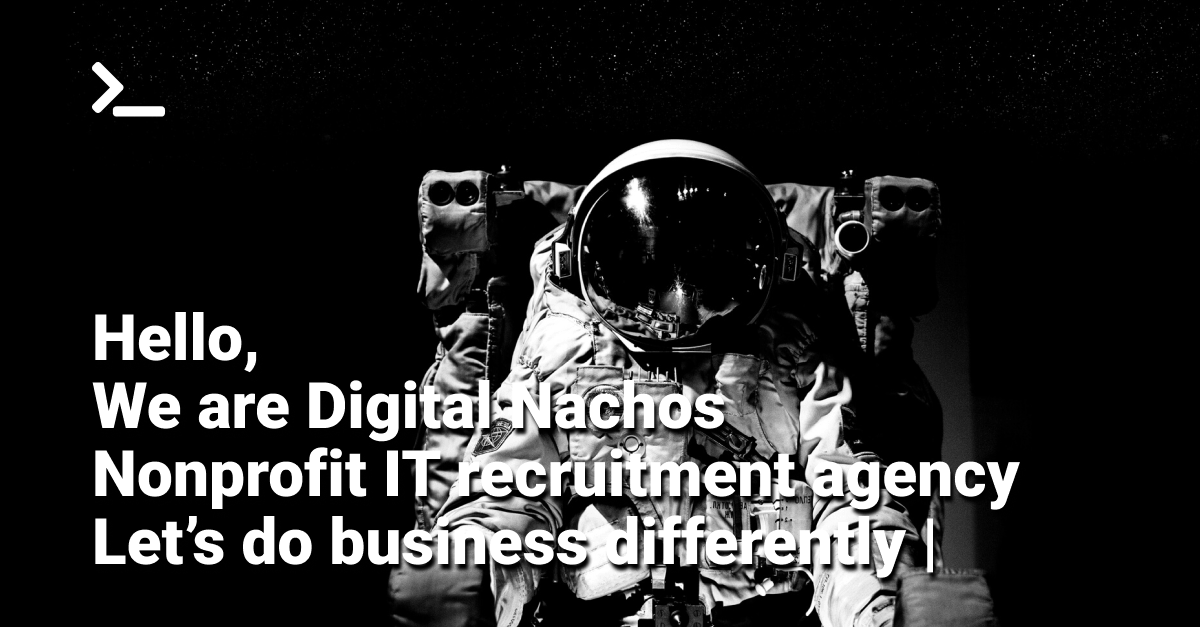 Hello,
We are Digital Nachos
Nonprofit IT recruitment agency
Let’s do business differently |